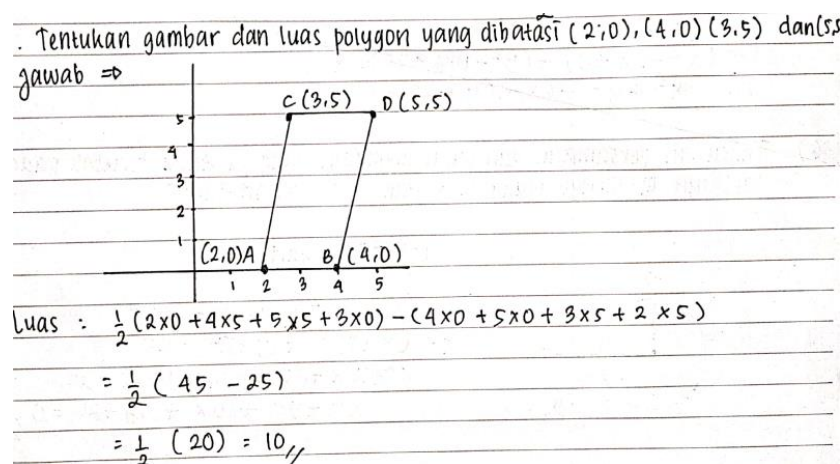 . Tentukan gambar dan luas polygon yang dibatasi (2,0), (4,0) (3,5) dan (5,5
Jawab ⇒
C (3,5) D (5,5)
5
4
3
2
1
(2,0) A B (4,0)
1 2 3 4 5
Luas : 1/2 (2×0 + 4×5 + 5×5 + 3×0) - (4×0 + 5×0 + 3×5 + 2×5)
= 1/2 (45 - 25)
= 1/2 (20) = 10 //